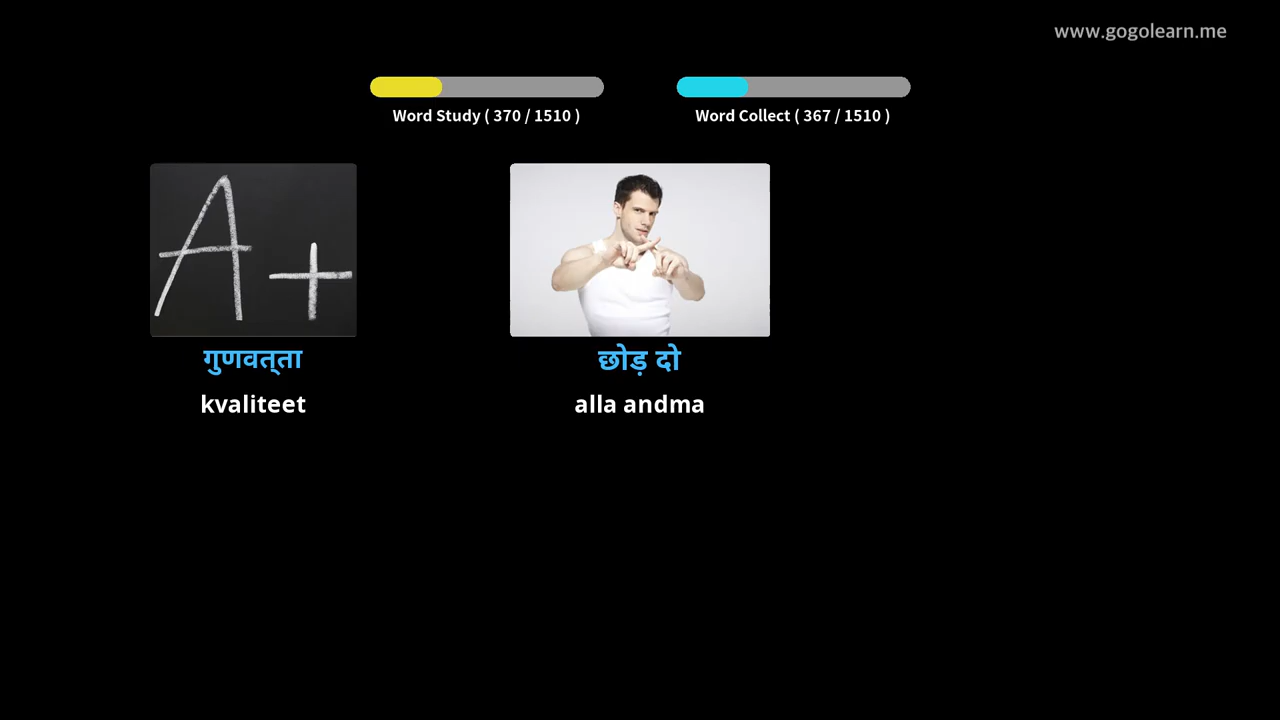 www.gogolearn.me
Word Study ( 370 / 1510 )
Word Collect ( 367 / 1510 )
A+
गुणवत्ता
kvaliteet
छोड़ दो
alla andma